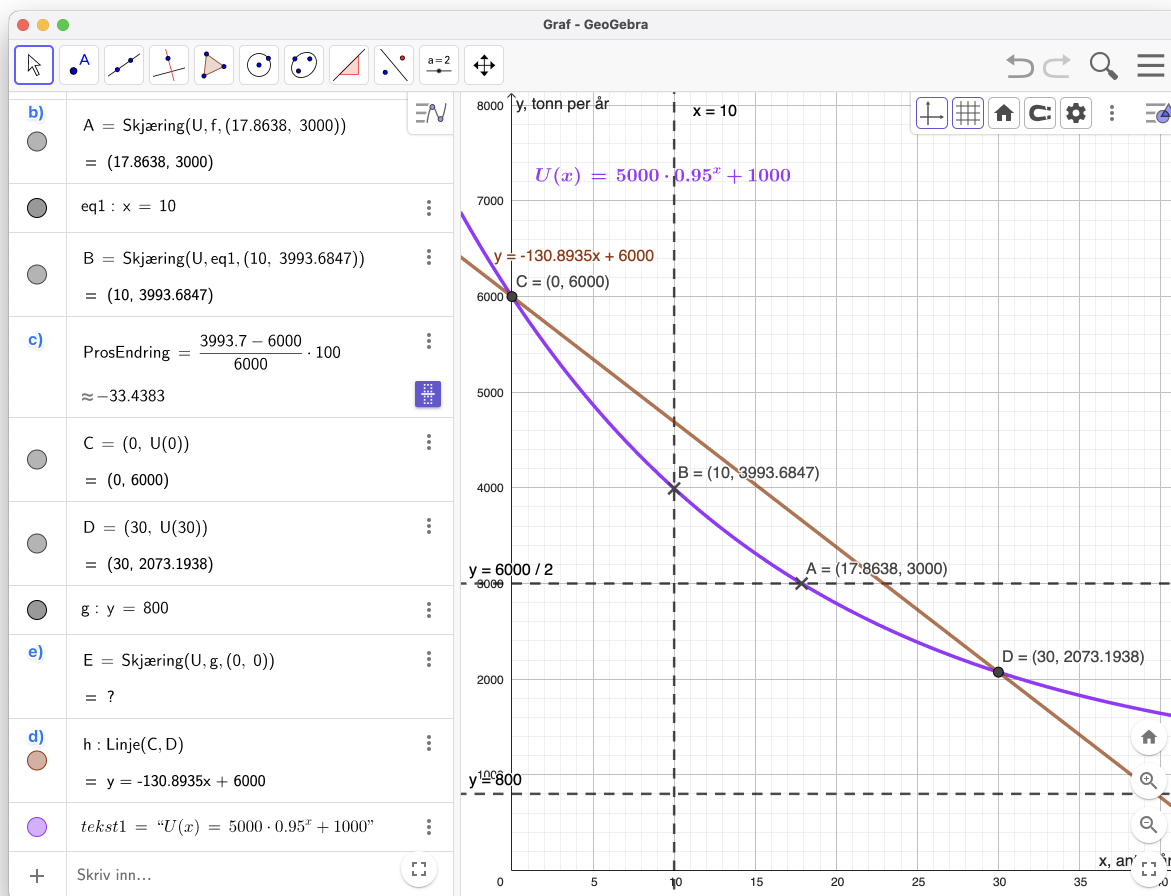 Graf - GeoGebra
A
a = 2
b)
A = Skjæring(U, f, (17.8638, 3000))
= (17.8638, 3000)
eq1 : x = 10
B = Skjæring(U, eq1, (10, 3993.6847))
= (10, 3993.6847)
c)
ProsEndring = (3993.7 − 6000)/6000 · 100
≈ −33.4383
C = (0, U(0))
= (0, 6000)
D = (30, U(30))
= (30, 2073.1938)
g : y = 800
e)
E = Skjæring(U, g, (0, 0))
= ?
d)
h : Linje(C, D)
= y = -130.8935x + 6000
tekst1 = “U(x) = 5000 · 0.95ˣ + 1000”
+ Skriv inn…
y, tonn per år
x = 10
U(x) = 5000 · 0.95ˣ + 1000
y = -130.8935x + 6000
C = (0, 6000)
B = (10, 3993.6847)
y = 6000 / 2
A = (17.8638, 3000)
D = (30, 2073.1938)
y = 800
x,
8000
7000
6000
5000
4000
3000
2000
1000
0 5 10 15 20 25 30 35